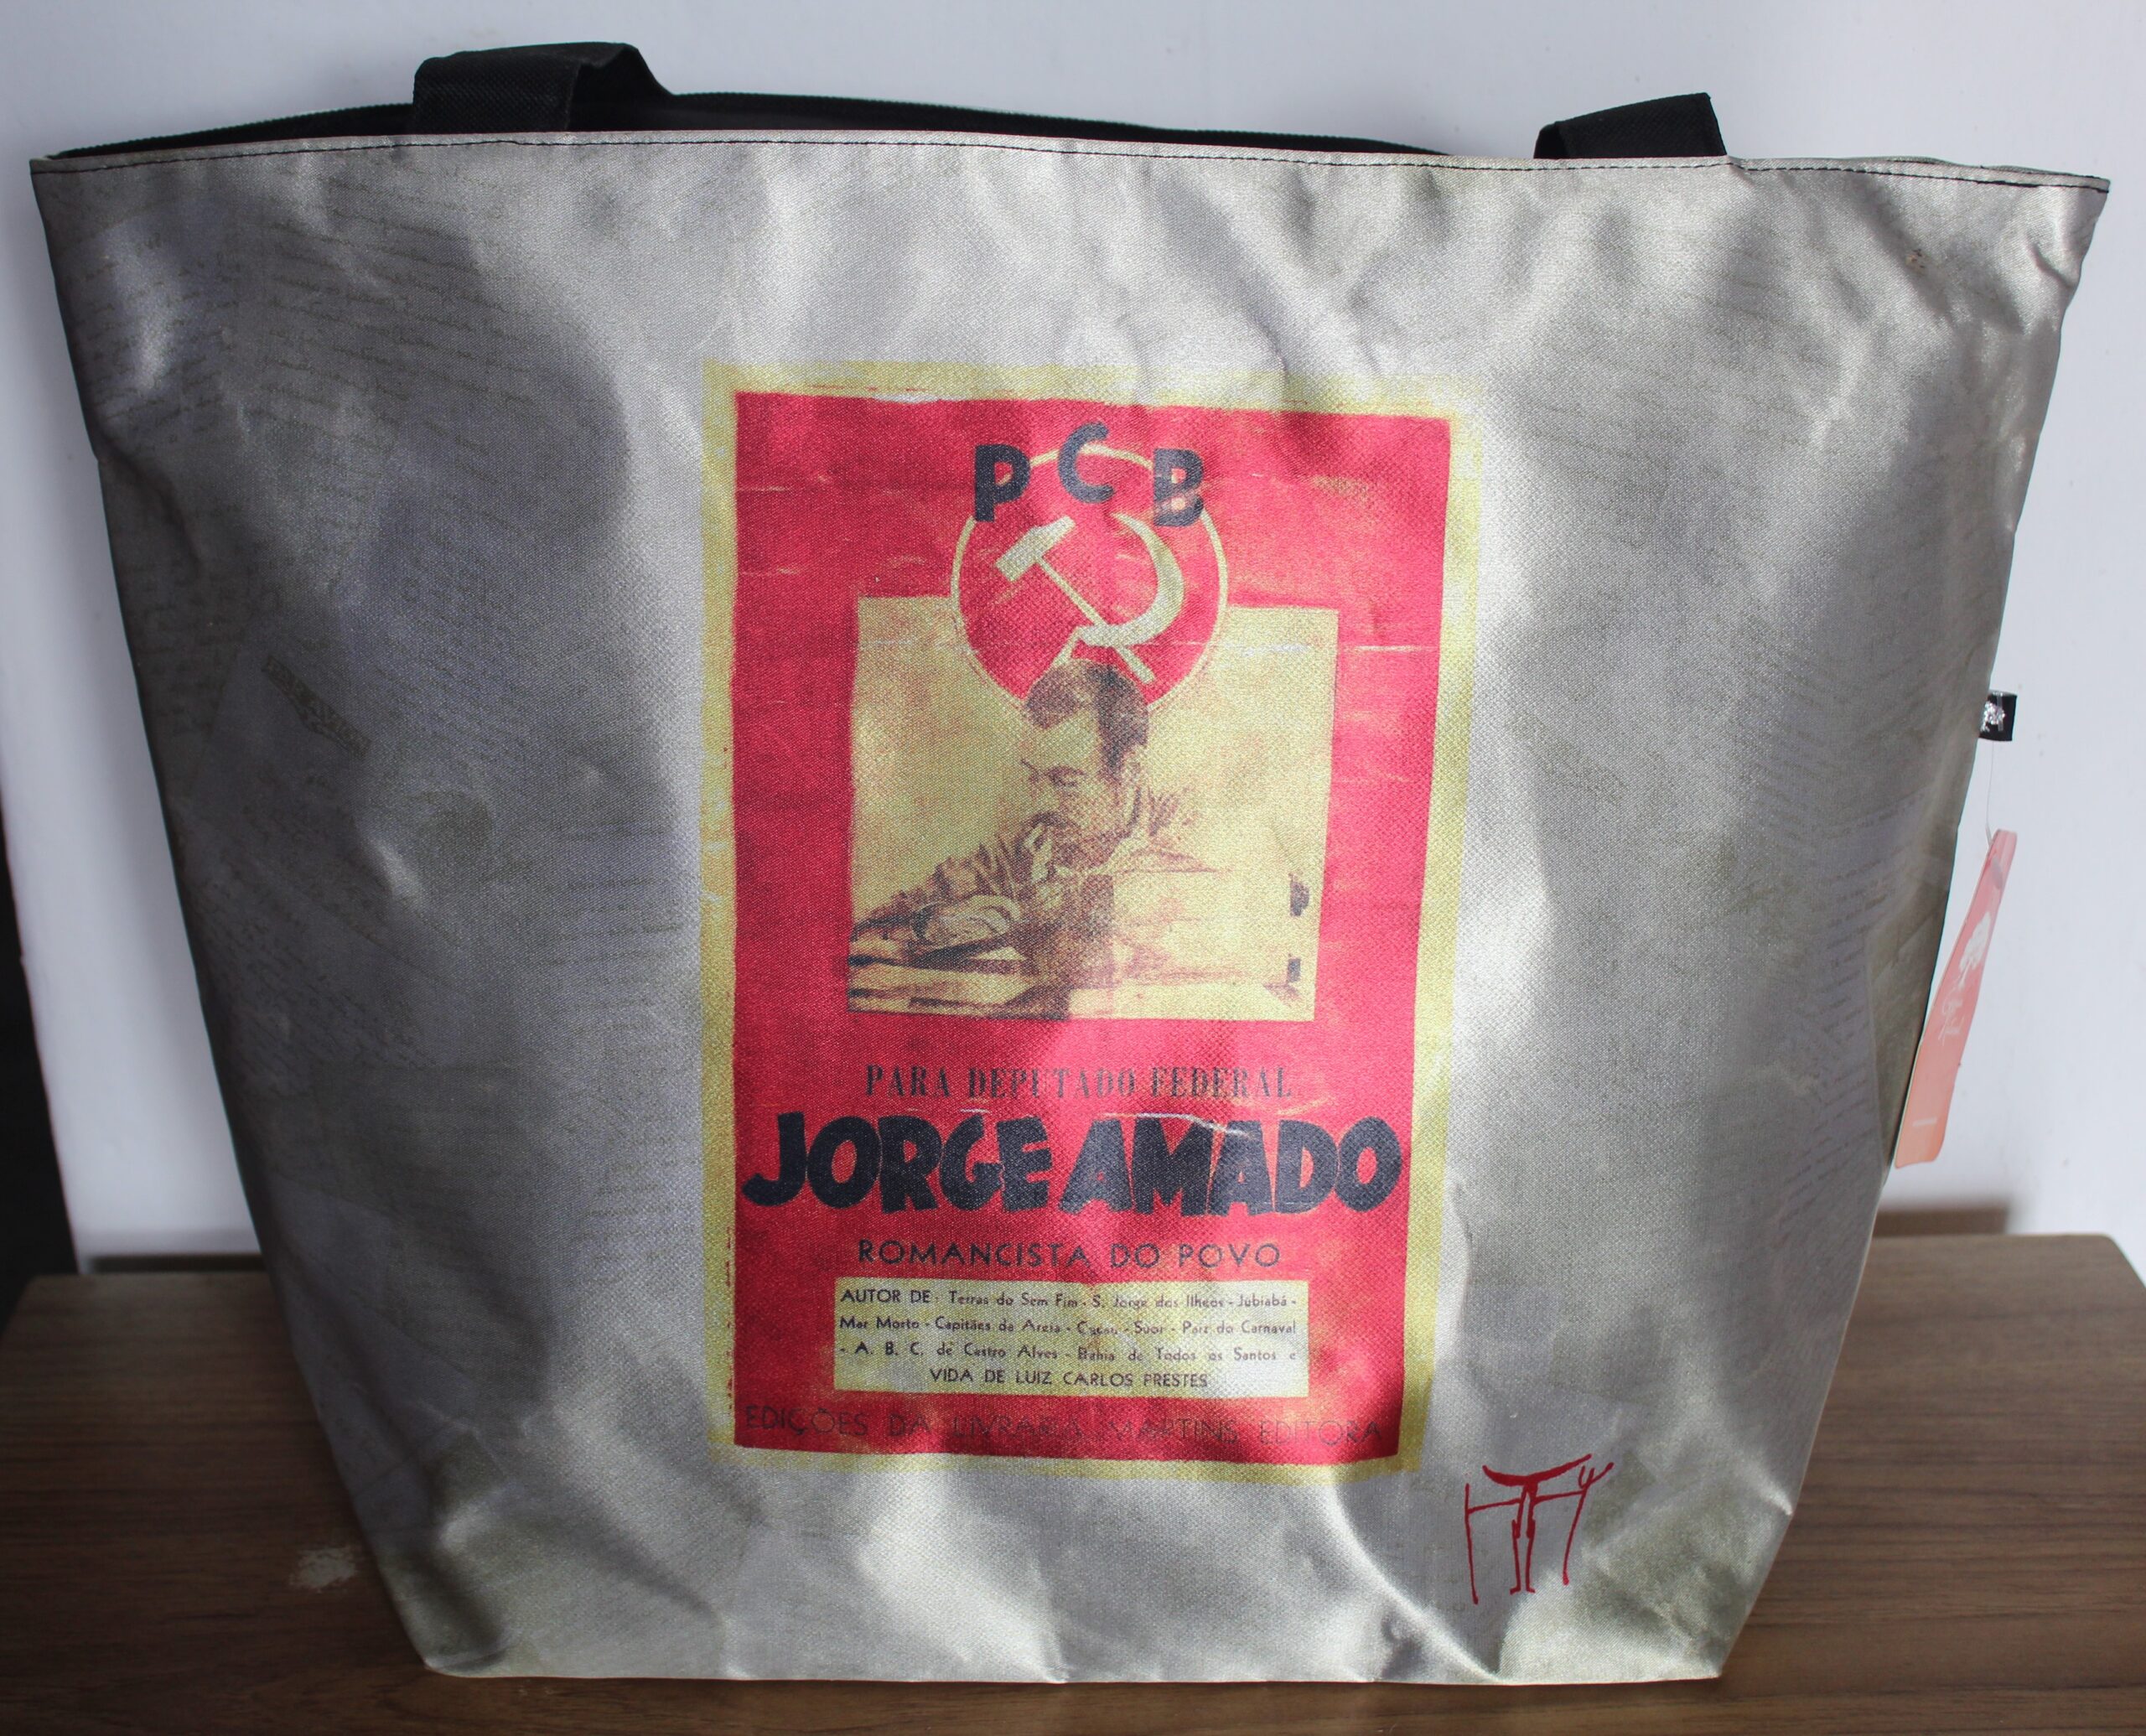 PCB
PARA DEPUTADO FEDERAL
JORGE AMADO
ROMANCISTA DO POVO
AUTOR DE: Terras do Sem Fim - S. Jorge dos Ilheos - Jubiabá -
Mar Morto - Capitães da Areia - Cacau - Suor - Paiz do Carnaval
- A. B. C. de Castro Alves - Bahia de Todos os Santos e
VIDA DE LUIZ CARLOS PRESTES
EDIÇÕES DA LIVRARIA MARTINS EDITORA